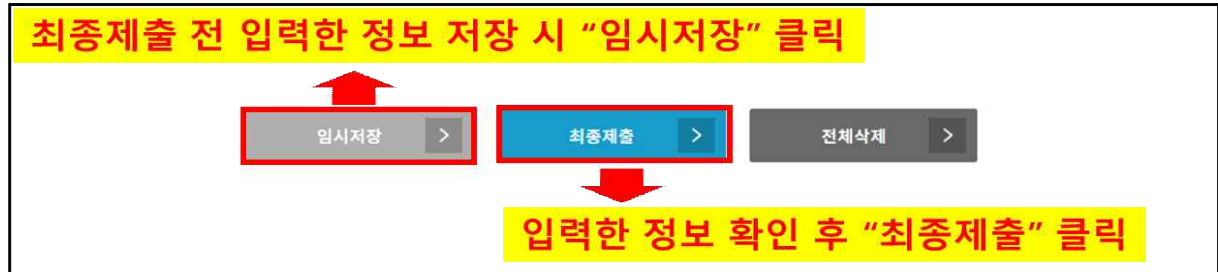 최종제출 전 입력한 정보 저장 시 “임시저장” 클릭
임시저장 >
최종제출 >
전체삭제 >
입력한 정보 확인 후 “최종제출” 클릭